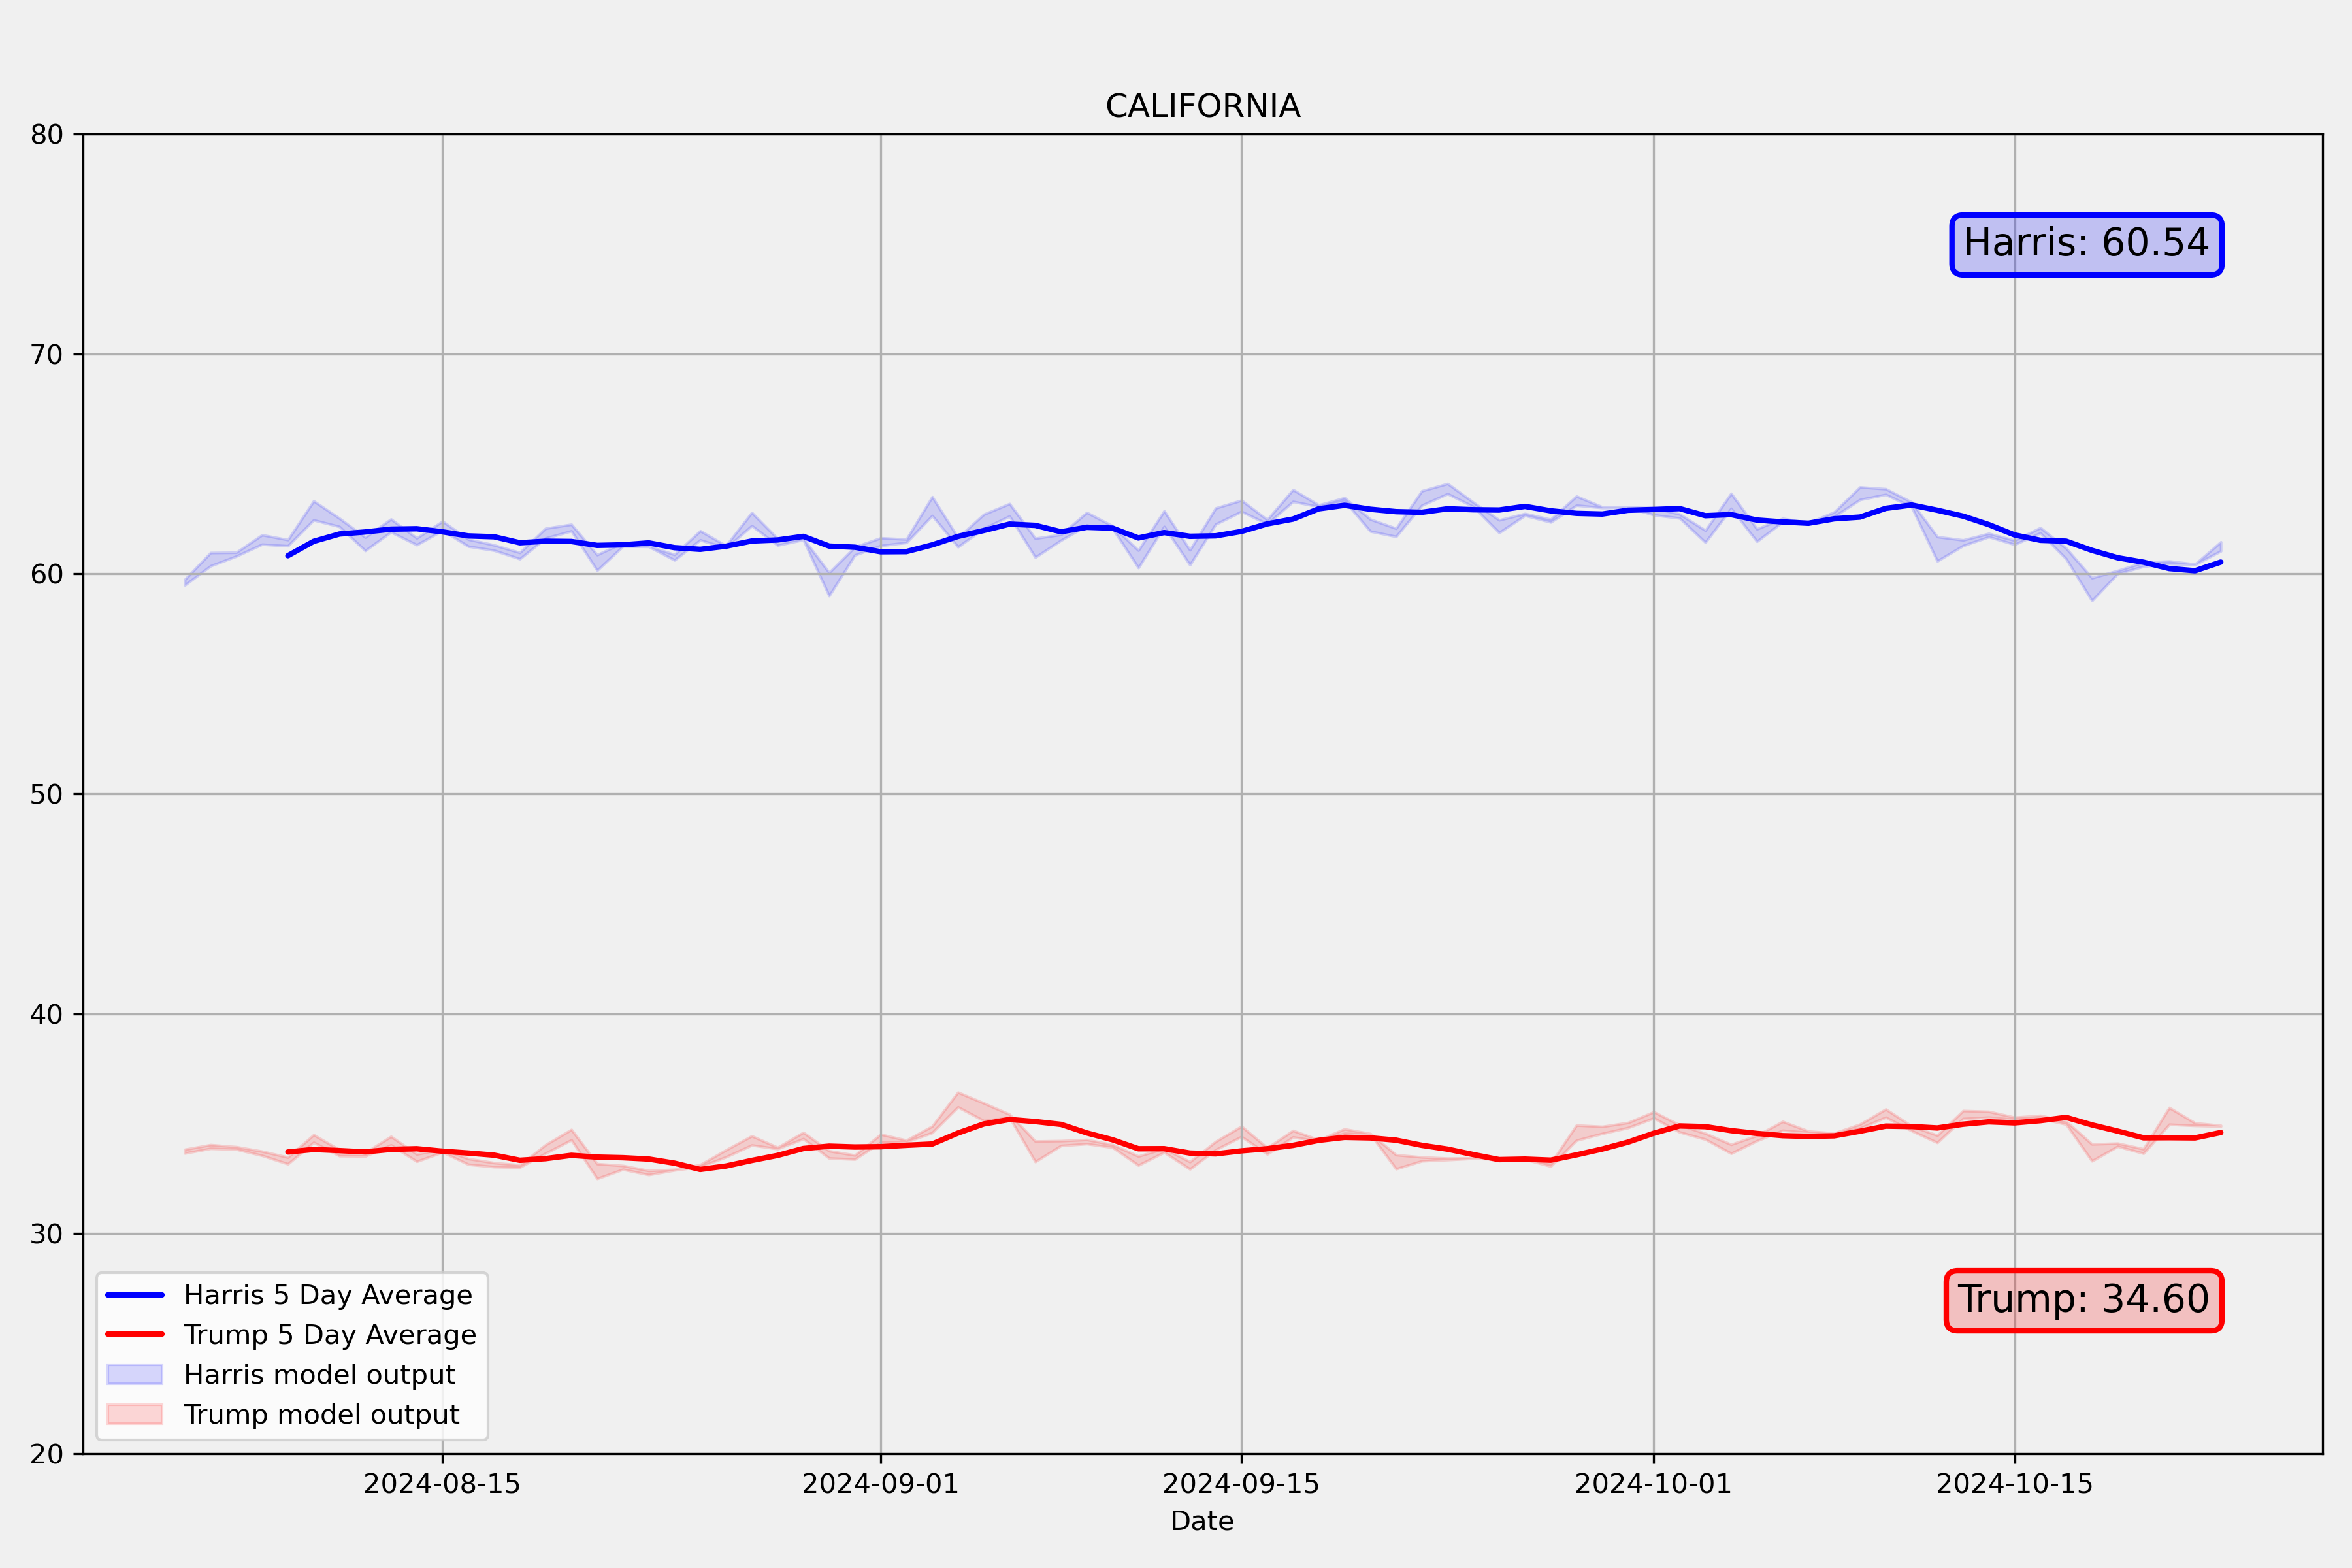 CALIFORNIA
80
70
60
50
40
30
20
Harris: 60.54
Trump: 34.60
Harris 5 Day Average
Trump 5 Day Average
Harris model output
Trump model output
2024-08-15
2024-09-01
2024-09-15
2024-10-01
2024-10-15
Date